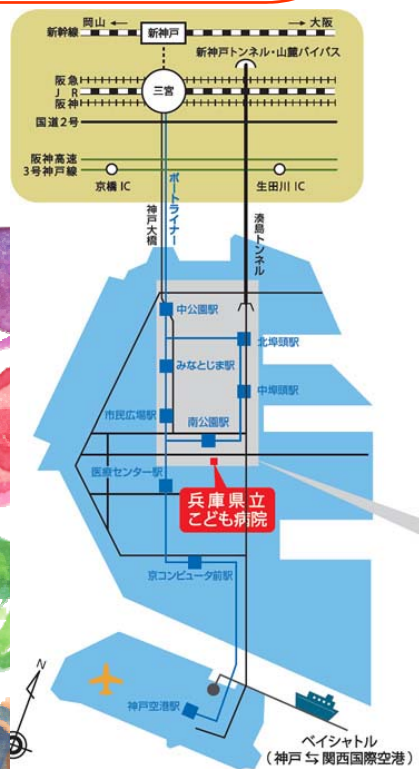 岡山 ← → 大阪
新幹線
新神戸
新神戸トンネル・山麓バイパス
阪急
J R
阪神
三宮
国道2号
阪神高速
3号神戸線
京橋 IC
生田川 IC
ポートライナー
神戸大橋
湊島トンネル
中公園駅
北埠頭駅
みなとじま駅
中埠頭駅
市民広場駅
南公園駅
医療センター駅
兵庫県立
こども病院
京コンピュータ前駅
N
神戸空港駅
ベイシャトル
(神戸⇆関西国際空港)